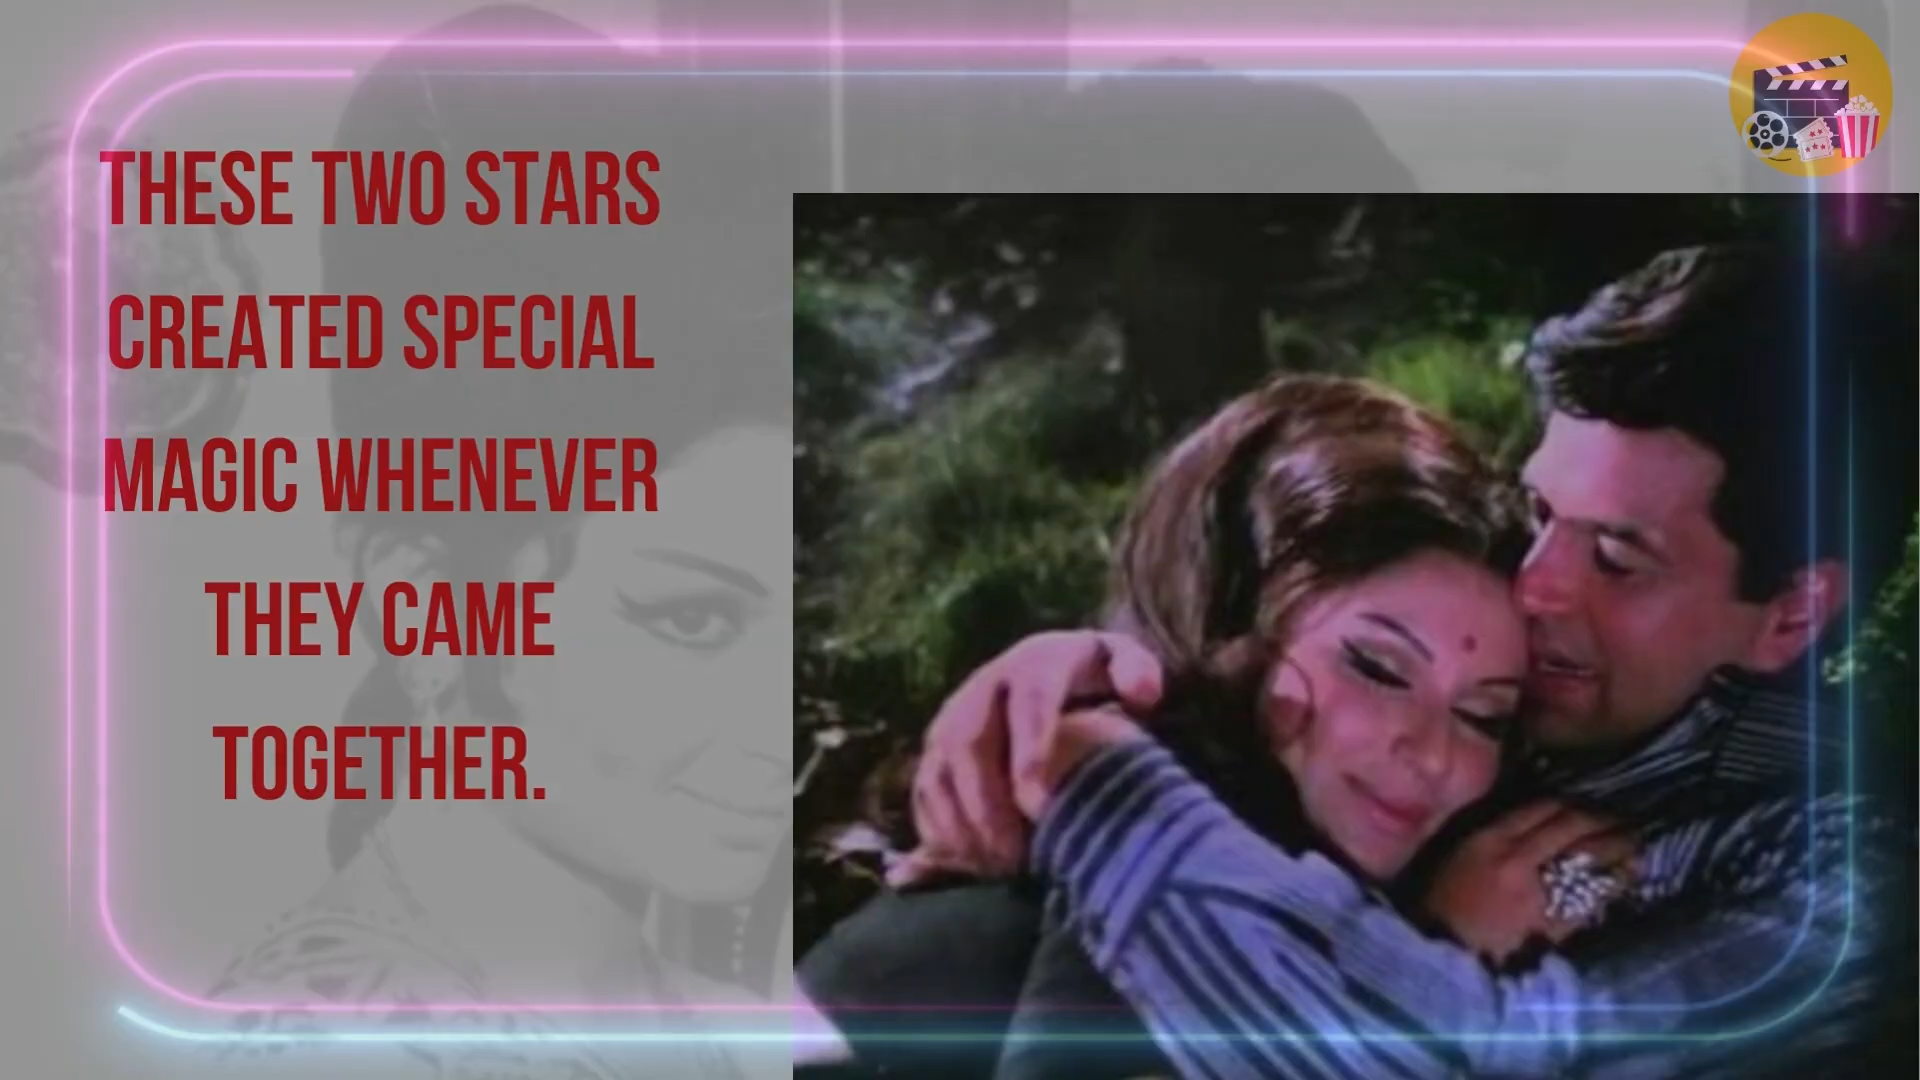 THESE TWO STARS
CREATED SPECIAL
MAGIC WHENEVER
THEY CAME
TOGETHER.